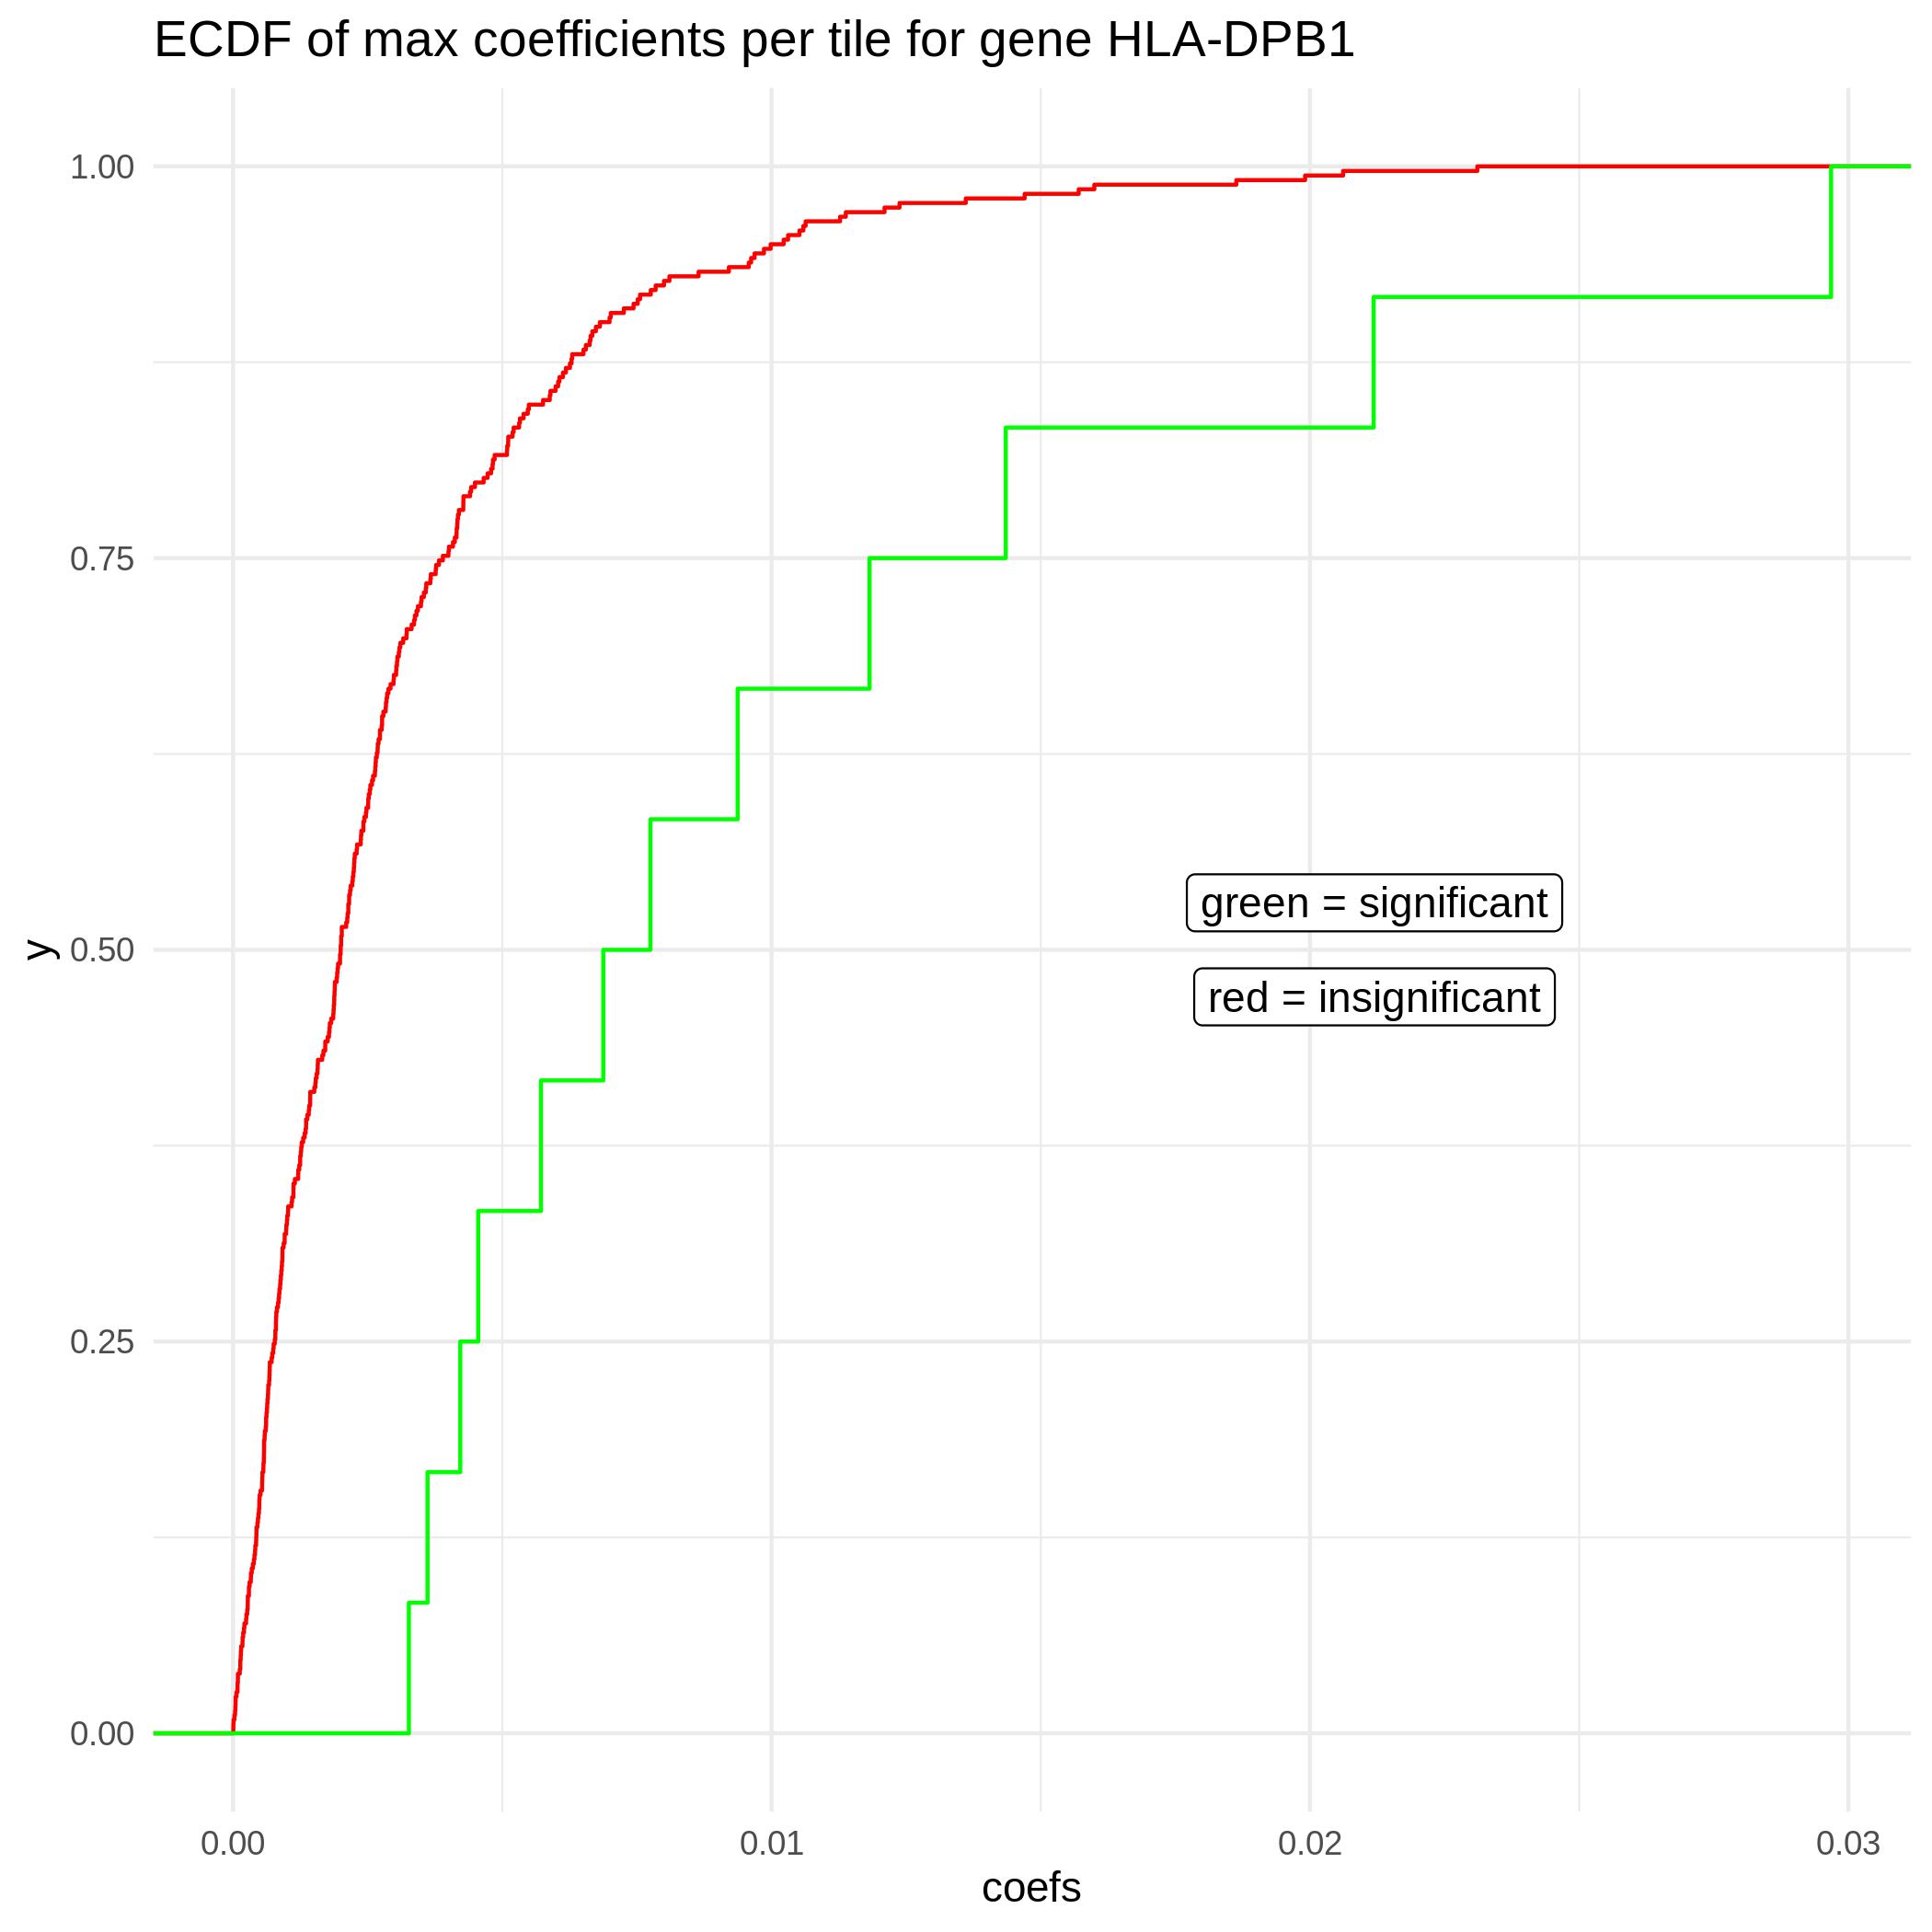 ECDF of max coefficients per tile for gene HLA-DPB1
1.00
0.75
green = significant
y
0.50
red = insignificant
0.25
0.00
0.00 0.01 0.02 0.03
coefs